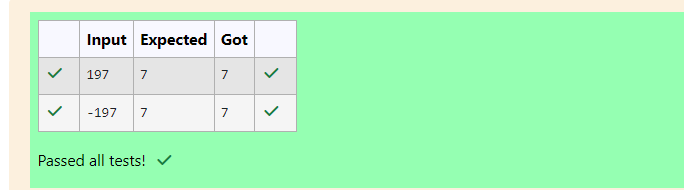 Input Expected Got
197 7 7
-197 7 7
Passed all tests!